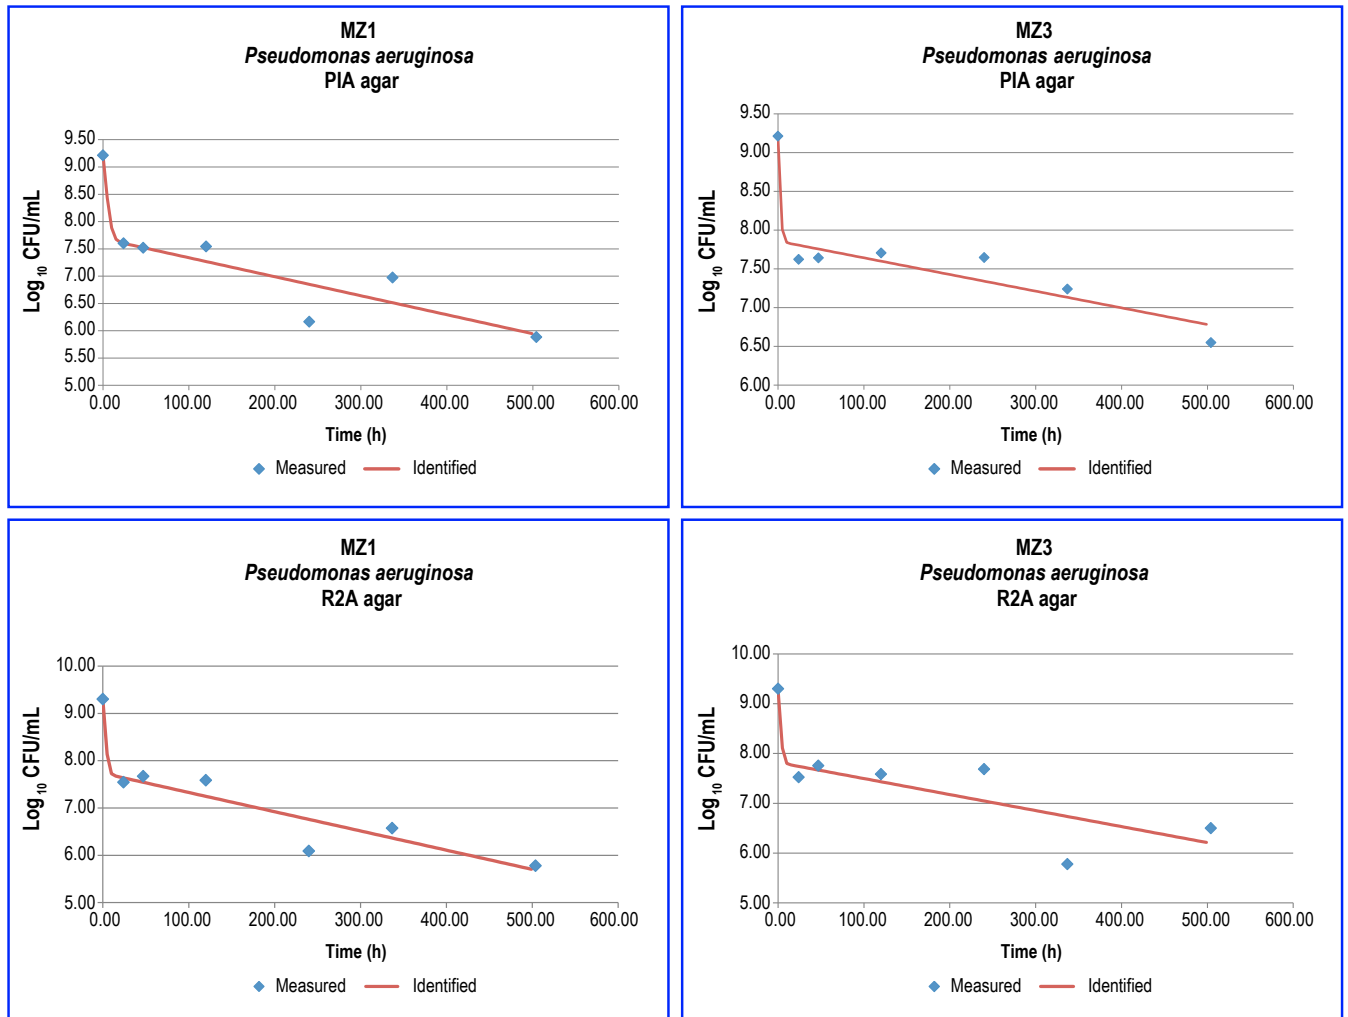 MZ1
Pseudomonas aeruginosa
PIA agar
9.50
9.00
8.50
8.00
7.50
7.00
6.50
6.00
5.50
5.00
Log10 CFU/mL
0.00 100.00 200.00 300.00 400.00 500.00 600.00
Time (h)
Measured Identified
MZ3
Pseudomonas aeruginosa
PIA agar
9.50
9.00
8.50
8.00
7.50
7.00
6.50
6.00
Log10 CFU/mL
0.00 100.00 200.00 300.00 400.00 500.00 600.00
Time (h)
Measured Identified
MZ1
Pseudomonas aeruginosa
R2A agar
10.00
9.00
8.00
7.00
6.00
5.00
Log10 CFU/mL
0.00 100.00 200.00 300.00 400.00 500.00 600.00
Time (h)
Measured Identified
MZ3
Pseudomonas aeruginosa
R2A agar
10.00
9.00
8.00
7.00
6.00
5.00
Log10 CFU/mL
0.00 100.00 200.00 300.00 400.00 500.00 600.00
Time (h)
Measured Identified